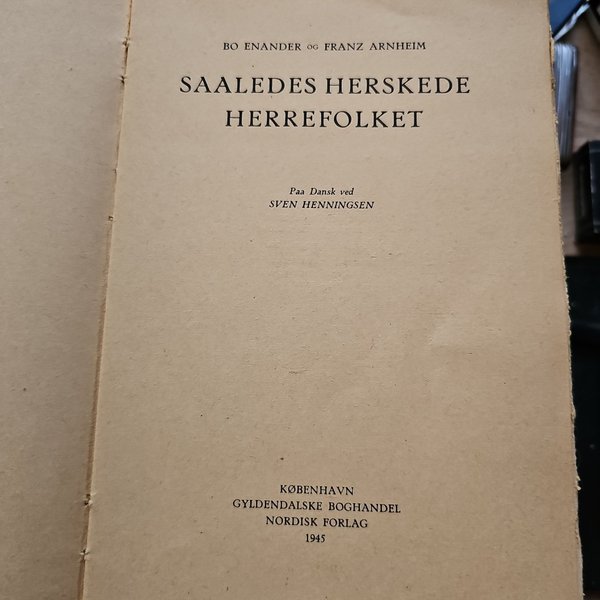 BO ENANDER OG FRANZ ARNHEIM
SAALEDES HERSKEDE
HERREFOLKET
Paa Dansk ved
SVEN HENNINGSEN
KØBENHAVN
GYLDENDALSKE BOGHANDEL
NORDISK FORLAG
1945